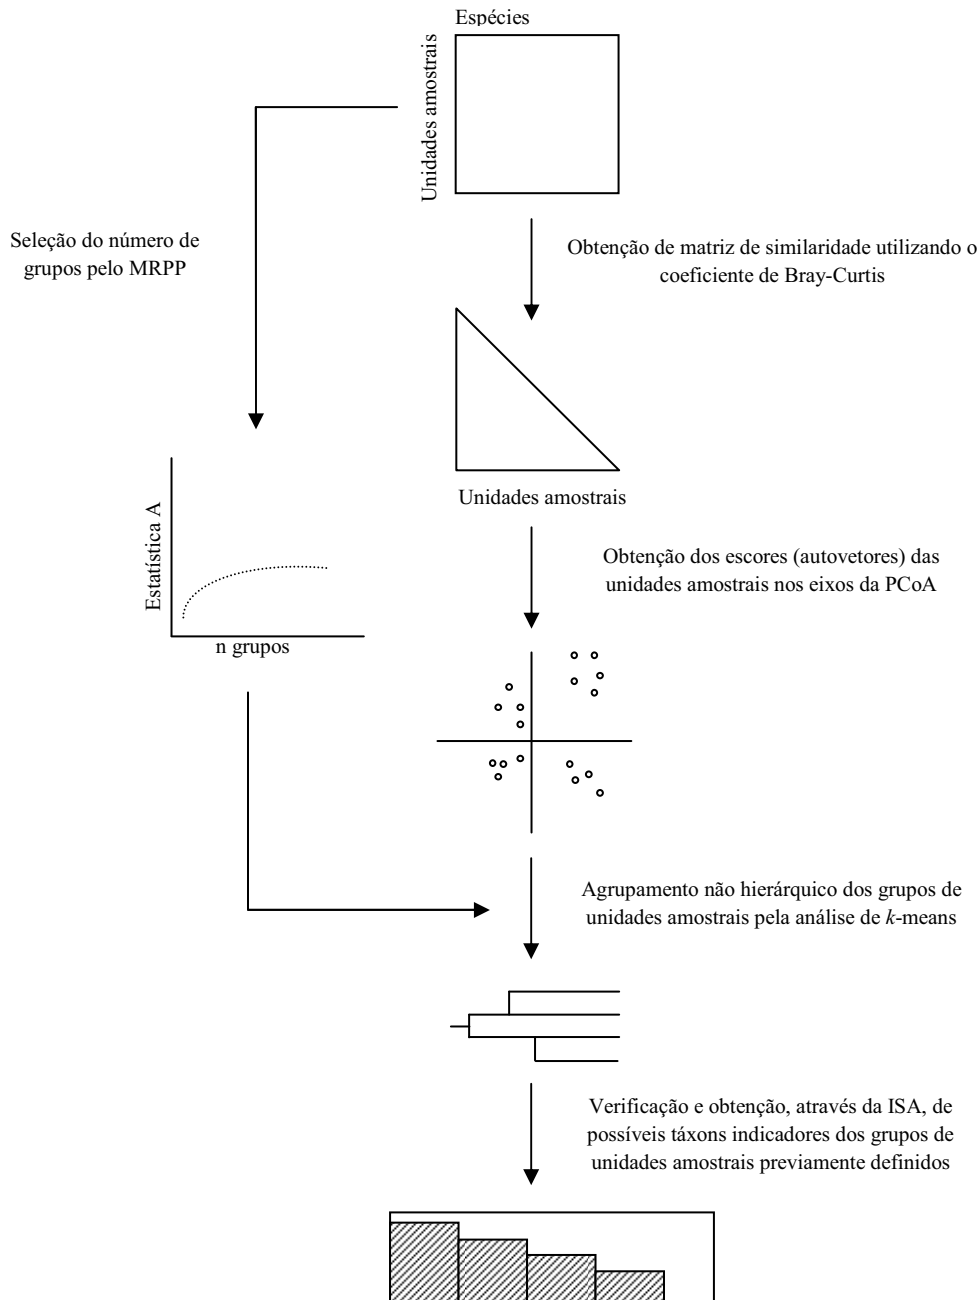 Espécies
Unidades amostrais
Seleção do número de
grupos pelo MRPP
Obtenção de matriz de similaridade utilizando o
coeficiente de Bray-Curtis
Unidades amostrais
Estatística A
n grupos
Obtenção dos escores (autovetores) das
unidades amostrais nos eixos da PCoA
Agrupamento não hierárquico dos grupos de
unidades amostrais pela análise de k-means
Verificação e obtenção, através da ISA, de
possíveis táxons indicadores dos grupos de
unidades amostrais previamente definidos